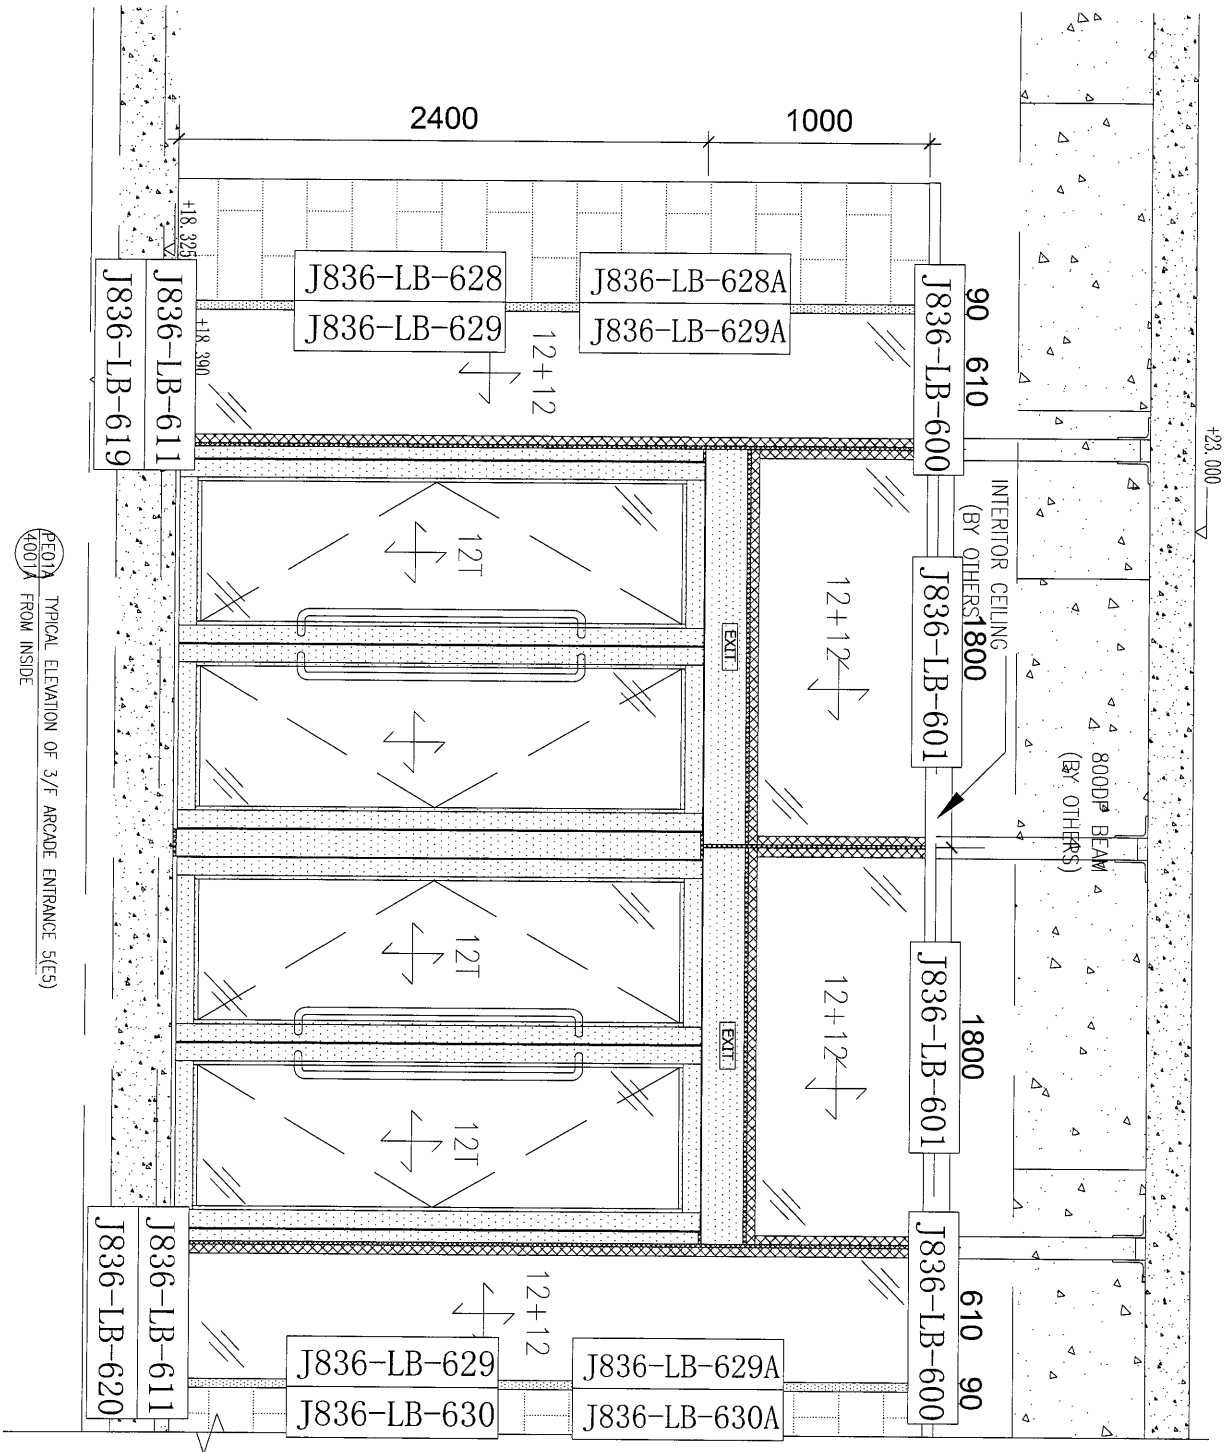 2400
1000
+18.325
+18.390
J836-LB-628
J836-LB-629
J836-LB-628A
J836-LB-629A
J836-LB-611
J836-LB-619
J836-LB-600
90
610
+23.000
12+12
INTERITOR CEILING
(BY OTHERS)
1800
J836-LB-601
12T
EXIT
12+12
800DP BEAM
(BY OTHERS)
12T
EXIT
12+12
J836-LB-601
1800
12T
12+12
J836-LB-600
610
90
J836-LB-611
J836-LB-620
J836-LB-629
J836-LB-630
J836-LB-629A
J836-LB-630A
PE01A
4001A
TYPICAL ELEVATION OF 3/F ARCADE ENTRANCE 5(E5)
FROM INSIDE